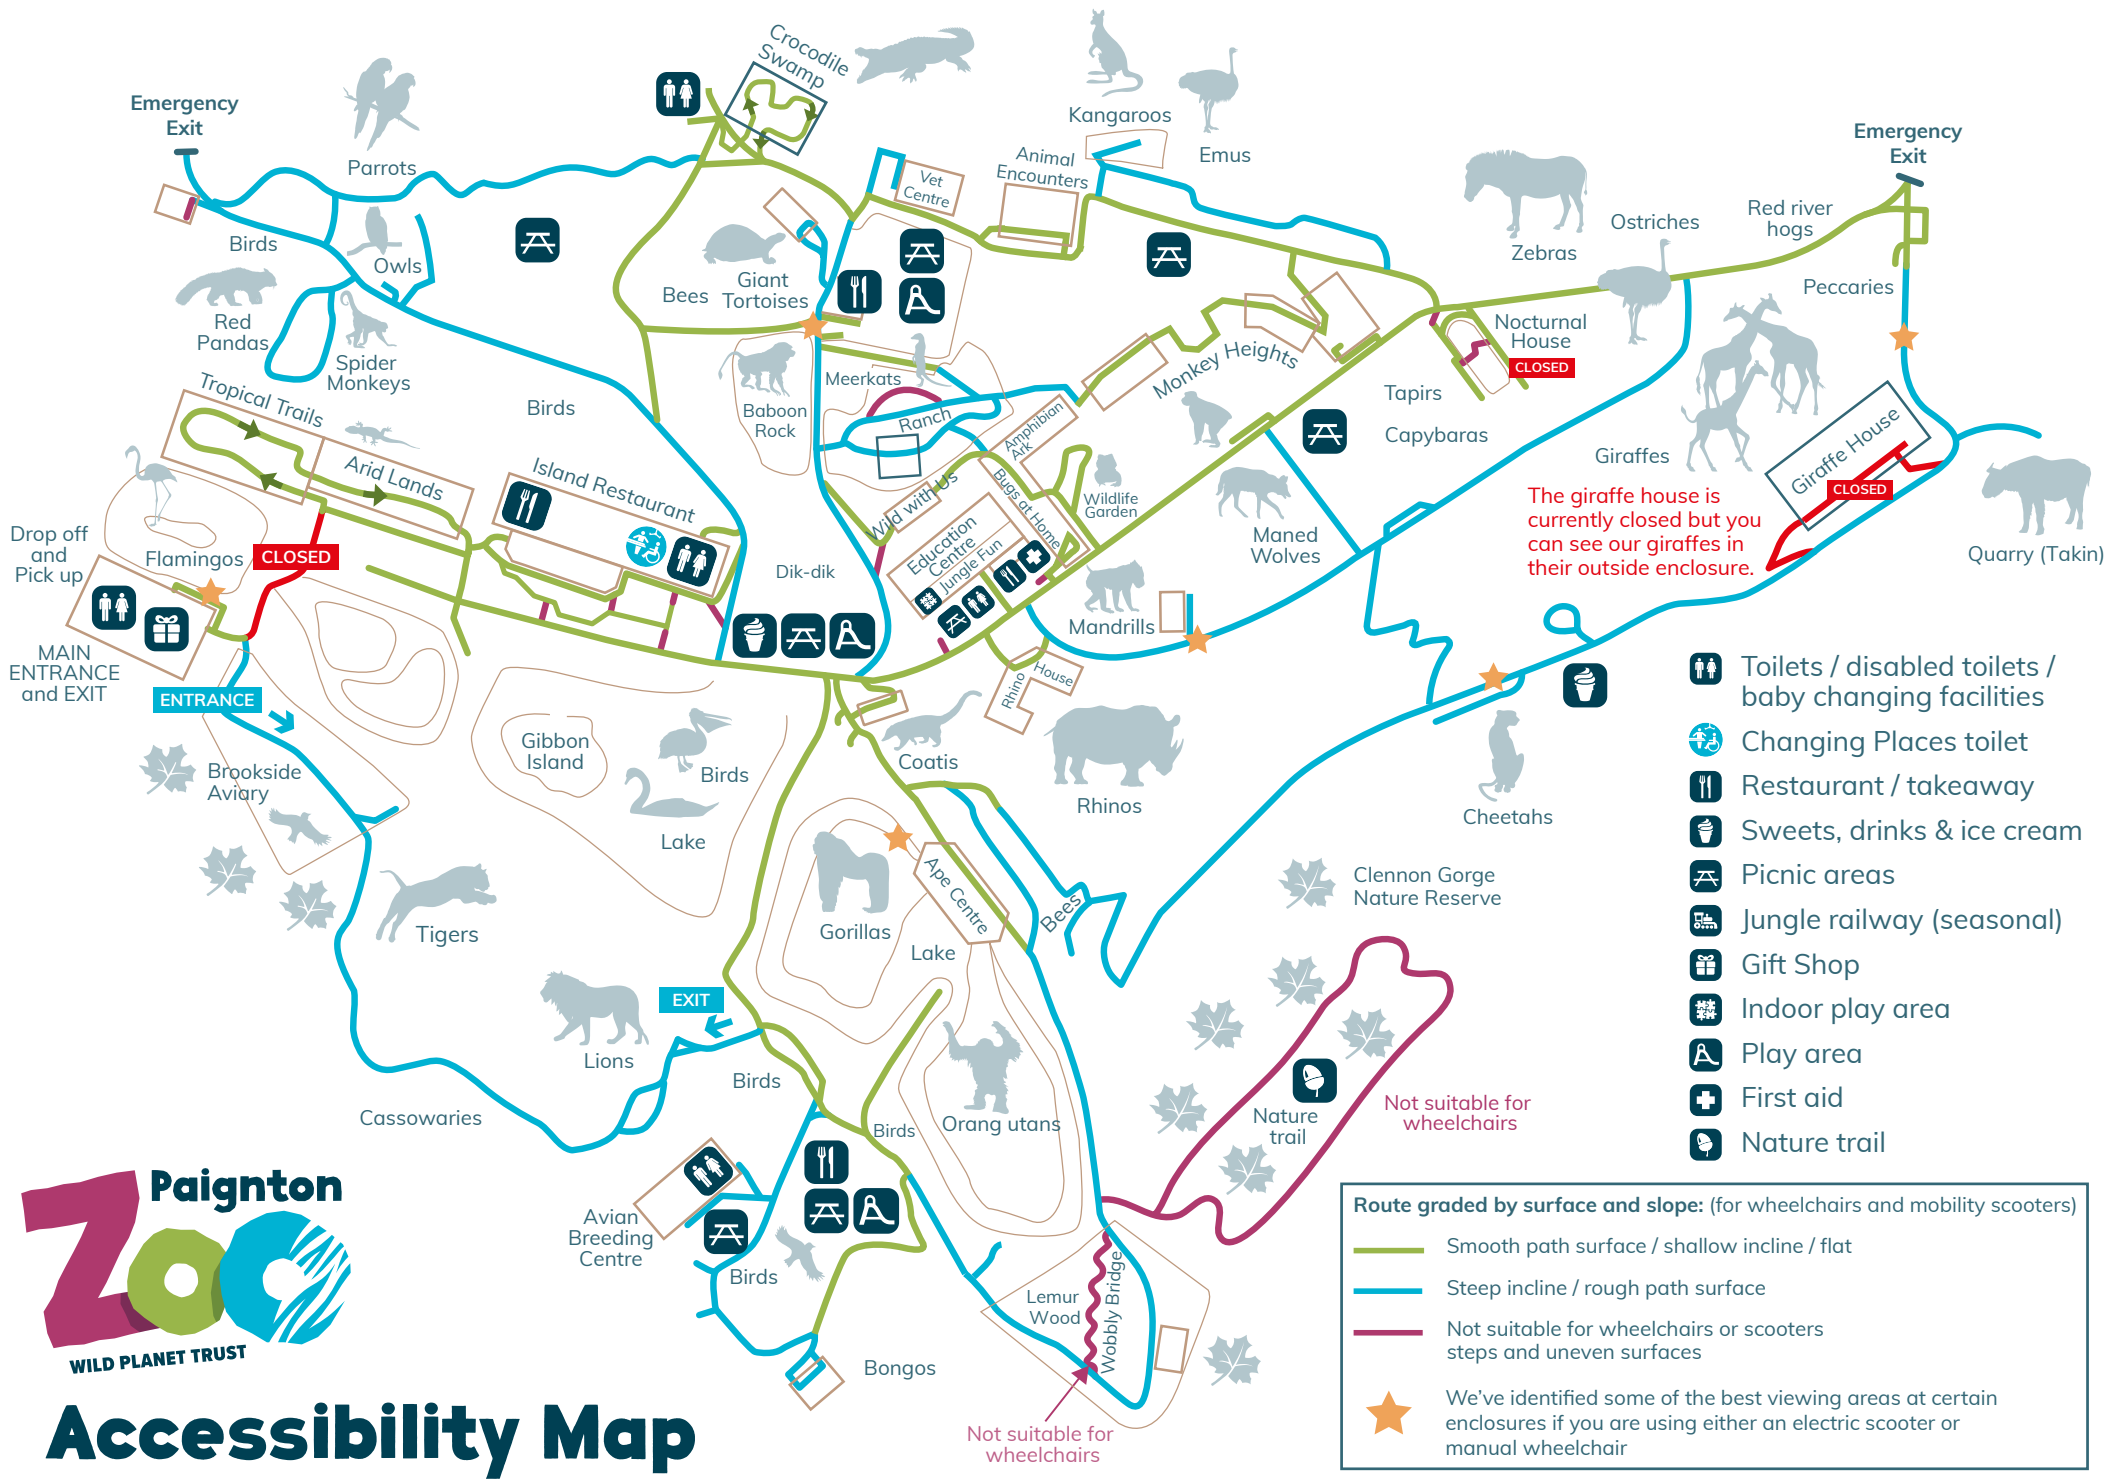 Crocodile
Swamp
Emergency
Exit
Parrots
Kangaroos
Emus
Emergency
Exit
Animal
Encounters
Vet
Centre
Birds
Owls
Red
Pandas
Spider
Monkeys
Bees
Giant
Tortoises
Zebras
Ostriches
Red river
hogs
Peccaries
Nocturnal
House
CLOSED
Monkey Heights
Tapirs
Capybaras
Giraffes
Giraffe House
CLOSED
The giraffe house is
currently closed but you
can see our giraffes in
their outside enclosure.
Quarry (Takin)
Tropical Trails
Arid Lands
Birds
Island Restaurant
Baboon
Rock
Meerkats
Ranch
Amphibian
Ark
Wild with Us
Bugs at Home
Wildlife
Garden
Education
Centre
Jungle Fun
Maned
Wolves
Dik-dik
Mandrills
Rhino
House
Drop off
and
Pick up
Flamingos
CLOSED
MAIN
ENTRANCE
and EXIT
ENTRANCE
Brookside
Aviary
Gibbon
Island
Birds
Lake
Coatis
Rhinos
Cheetahs
Tigers
Gorillas
Ape Centre
Lake
Bees
Clennon Gorge
Nature Reserve
EXIT
Lions
Birds
Cassowaries
Birds
Orang utans
Nature
trail
Not suitable for
wheelchairs
Avian
Breeding
Centre
Birds
Bongos
Lemur
Wood
Wobbly Bridge
Not suitable for
wheelchairs
Toilets / disabled toilets /
baby changing facilities
Changing Places toilet
Restaurant / takeaway
Sweets, drinks & ice cream
Picnic areas
Jungle railway (seasonal)
Gift Shop
Indoor play area
Play area
First aid
Nature trail
Route graded by surface and slope: (for wheelchairs and mobility scooters)
Smooth path surface / shallow incline / flat
Steep incline / rough path surface
Not suitable for wheelchairs or scooters
steps and uneven surfaces
We've identified some of the best viewing areas at certain
enclosures if you are using either an electric scooter or
manual wheelchair
Paignton
Zoo
WILD PLANET TRUST
Accessibility Map